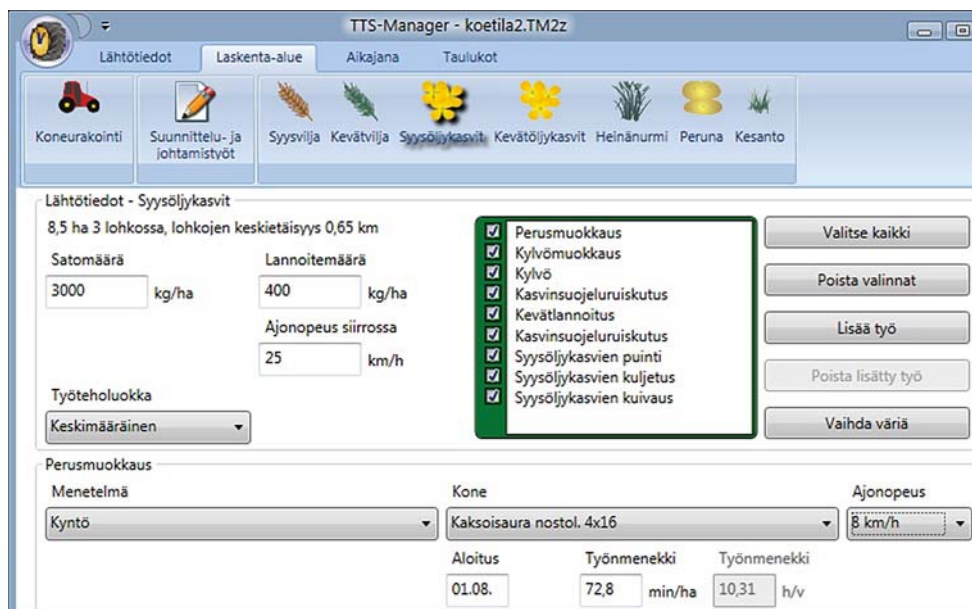 TTS-Manager - koetila2.TM2z
Lähtötiedot Laskenta-alue Aikajana Taulukot
Koneurakointi Suunnittelu- ja johtamistyöt Syysvilja Kevätvilja Syysöljykasvit Kevätöljykasvit Heinänurmi Peruna Kesanto
Lähtötiedot - Syysöljykasvit
8,5 ha 3 lohkossa, lohkojen keskietäisyys 0,65 km
Satomäärä
3000 kg/ha
Lannoitemäärä
400 kg/ha
Ajonopeus siirrossa
25 km/h
Työteholuokka
Keskimääräinen
Perusmuokkaus
Kylvömuokkaus
Kylvö
Kasvinsuojeluruiskutus
Kevätlannoitus
Kasvinsuojeluruiskutus
Syysöljykasvien puinti
Syysöljykasvien kuljetus
Syysöljykasvien kuivaus
Valitse kaikki
Poista valinnat
Lisää työ
Poista lisätty työ
Vaihda väriä
Perusmuokkaus
Menetelmä
Kyntö
Kone
Kaksoisaura nostol. 4x16
Ajonopeus
8 km/h
Aloitus
01.08.
Työnmenekki
72,8 min/ha
Työnmenekki
10,31 h/v